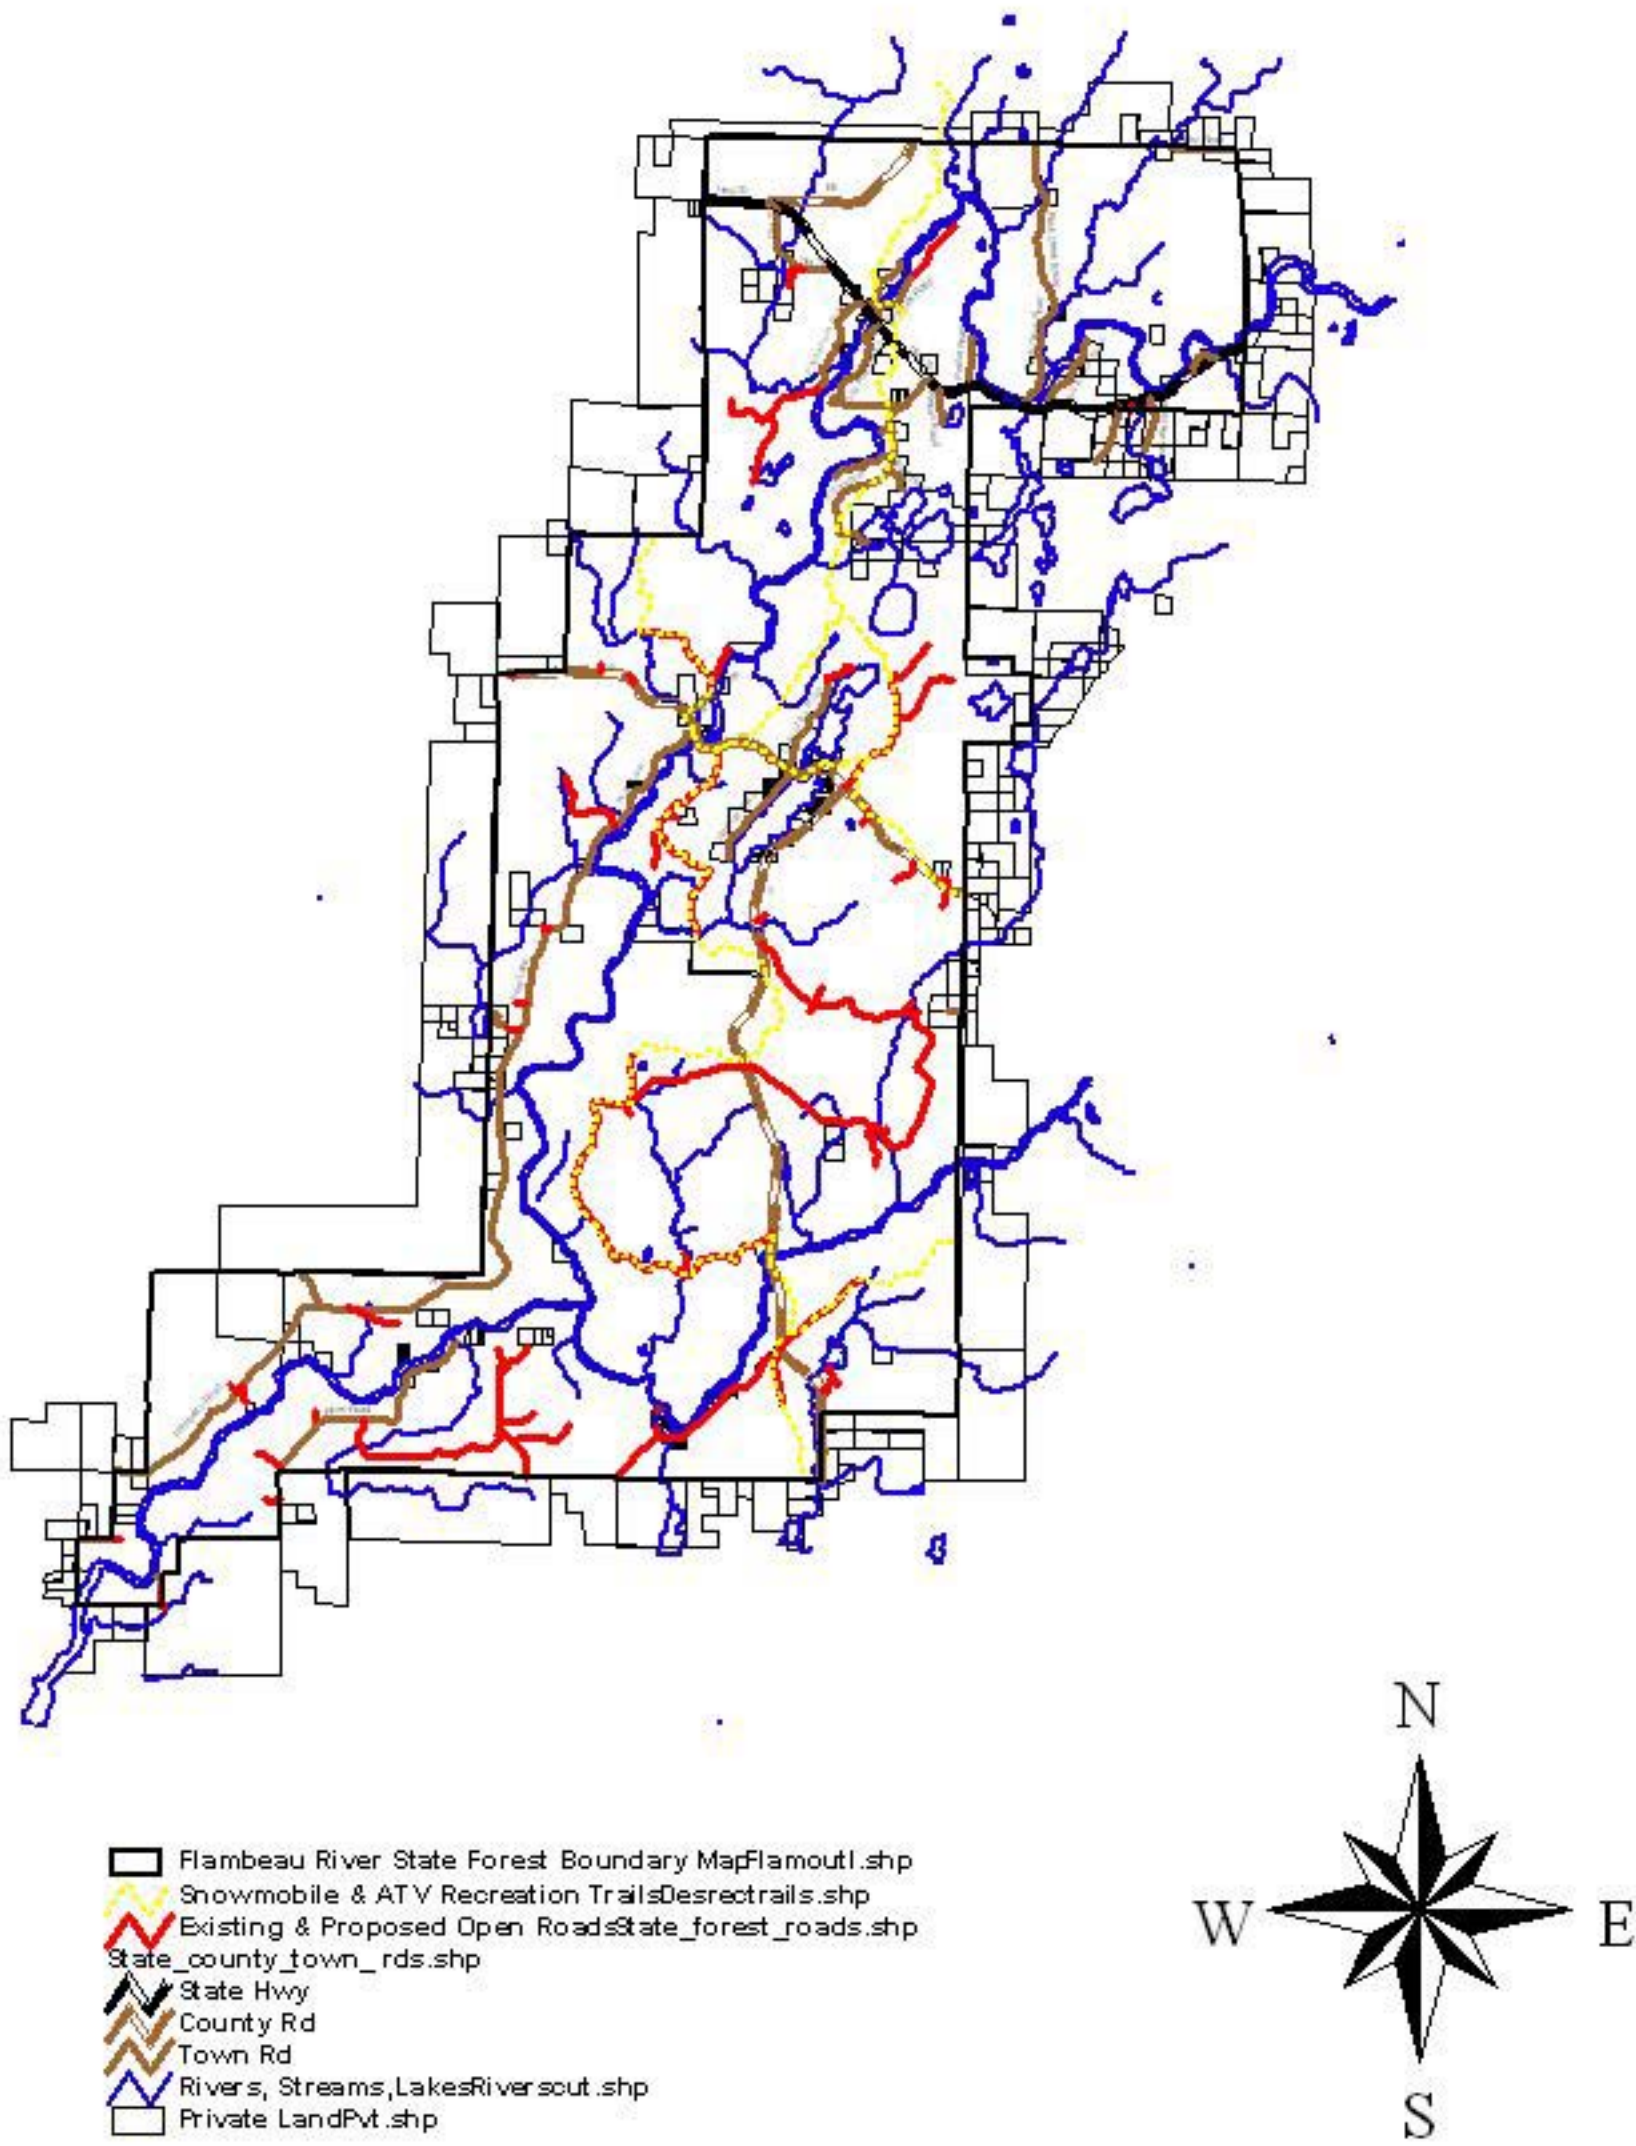 N
W
E
S
Flambeau River State Forest Boundary MapFlamoutl.shp
Snowmobile & ATV Recreation TrailsDesrectrails.shp
Existing & Proposed Open RoadsState_forest_roads.shp
State_county_town_rds.shp
State Hwy
County Rd
Town Rd
Rivers, Streams,LakesRiverscut.shp
Private LandPvt.shp